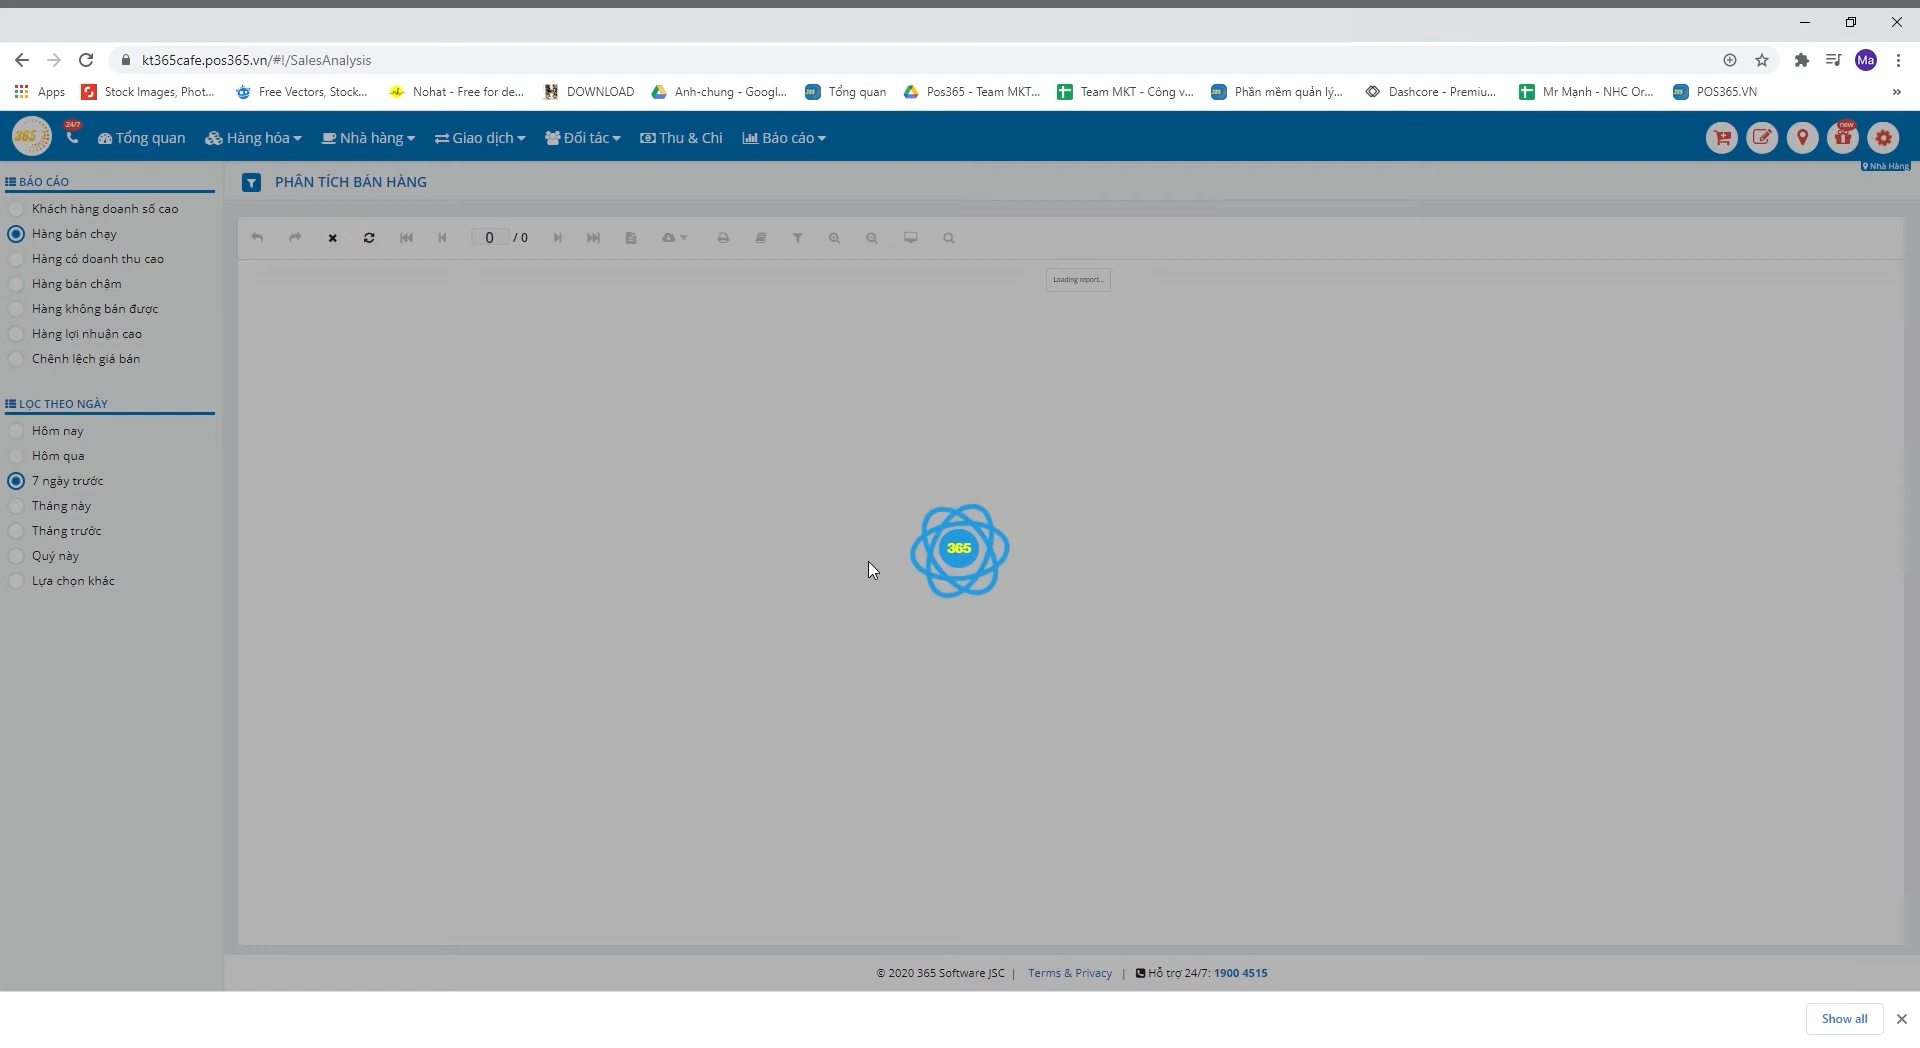 kt365cafe.pos365.vn/#!/SalesAnalysis
Ma
Apps
Stock Images, Phot...
Free Vectors, Stock...
Nohat - Free for de...
DOWNLOAD
Anh-chung - Googl...
Tổng quan
Pos365 - Team MKT...
Team MKT - Công v...
Phần mềm quản lý...
Dashcore - Premiu...
Mr Mạnh - NHC Or...
POS365.VN
»
365
24/7
Tổng quan
Hàng hóa
Nhà hàng
Giao dịch
Đối tác
Thu & Chi
Báo cáo
new
Nhà Hàng
BÁO CÁO
Khách hàng doanh số cao
Hàng bán chạy
Hàng có doanh thu cao
Hàng bán chậm
Hàng không bán được
Hàng lợi nhuận cao
Chênh lệch giá bán
LỌC THEO NGÀY
Hôm nay
Hôm qua
7 ngày trước
Tháng này
Tháng trước
Quý này
Lựa chọn khác
PHÂN TÍCH BÁN HÀNG
0 / 0
Loading report...
365
© 2020 365 Software JSC | Terms & Privacy | Hỗ trợ 24/7: 1900 4515
Show all